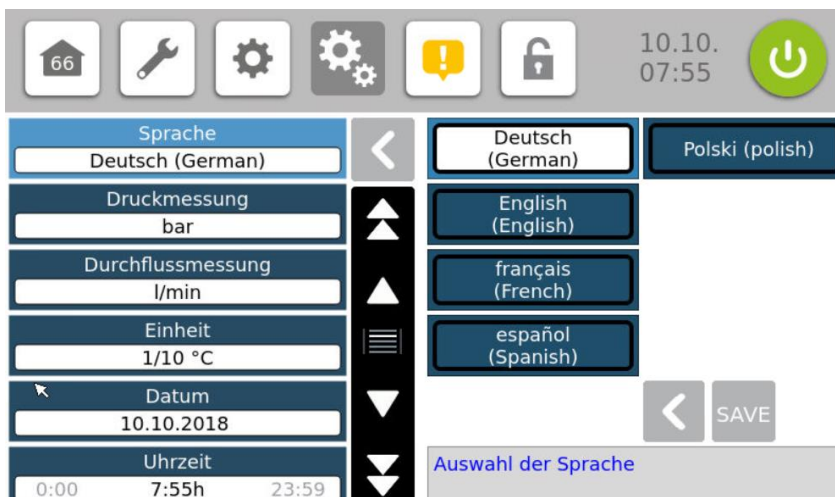 66
10.10.
07:55
Sprache
Deutsch (German)
Druckmessung
bar
Durchflussmessung
l/min
Einheit
1/10 °C
Datum
10.10.2018
Uhrzeit
0:00 7:55h 23:59
Deutsch
(German)
Polski (polish)
English
(English)
français
(French)
español
(Spanish)
SAVE
Auswahl der Sprache